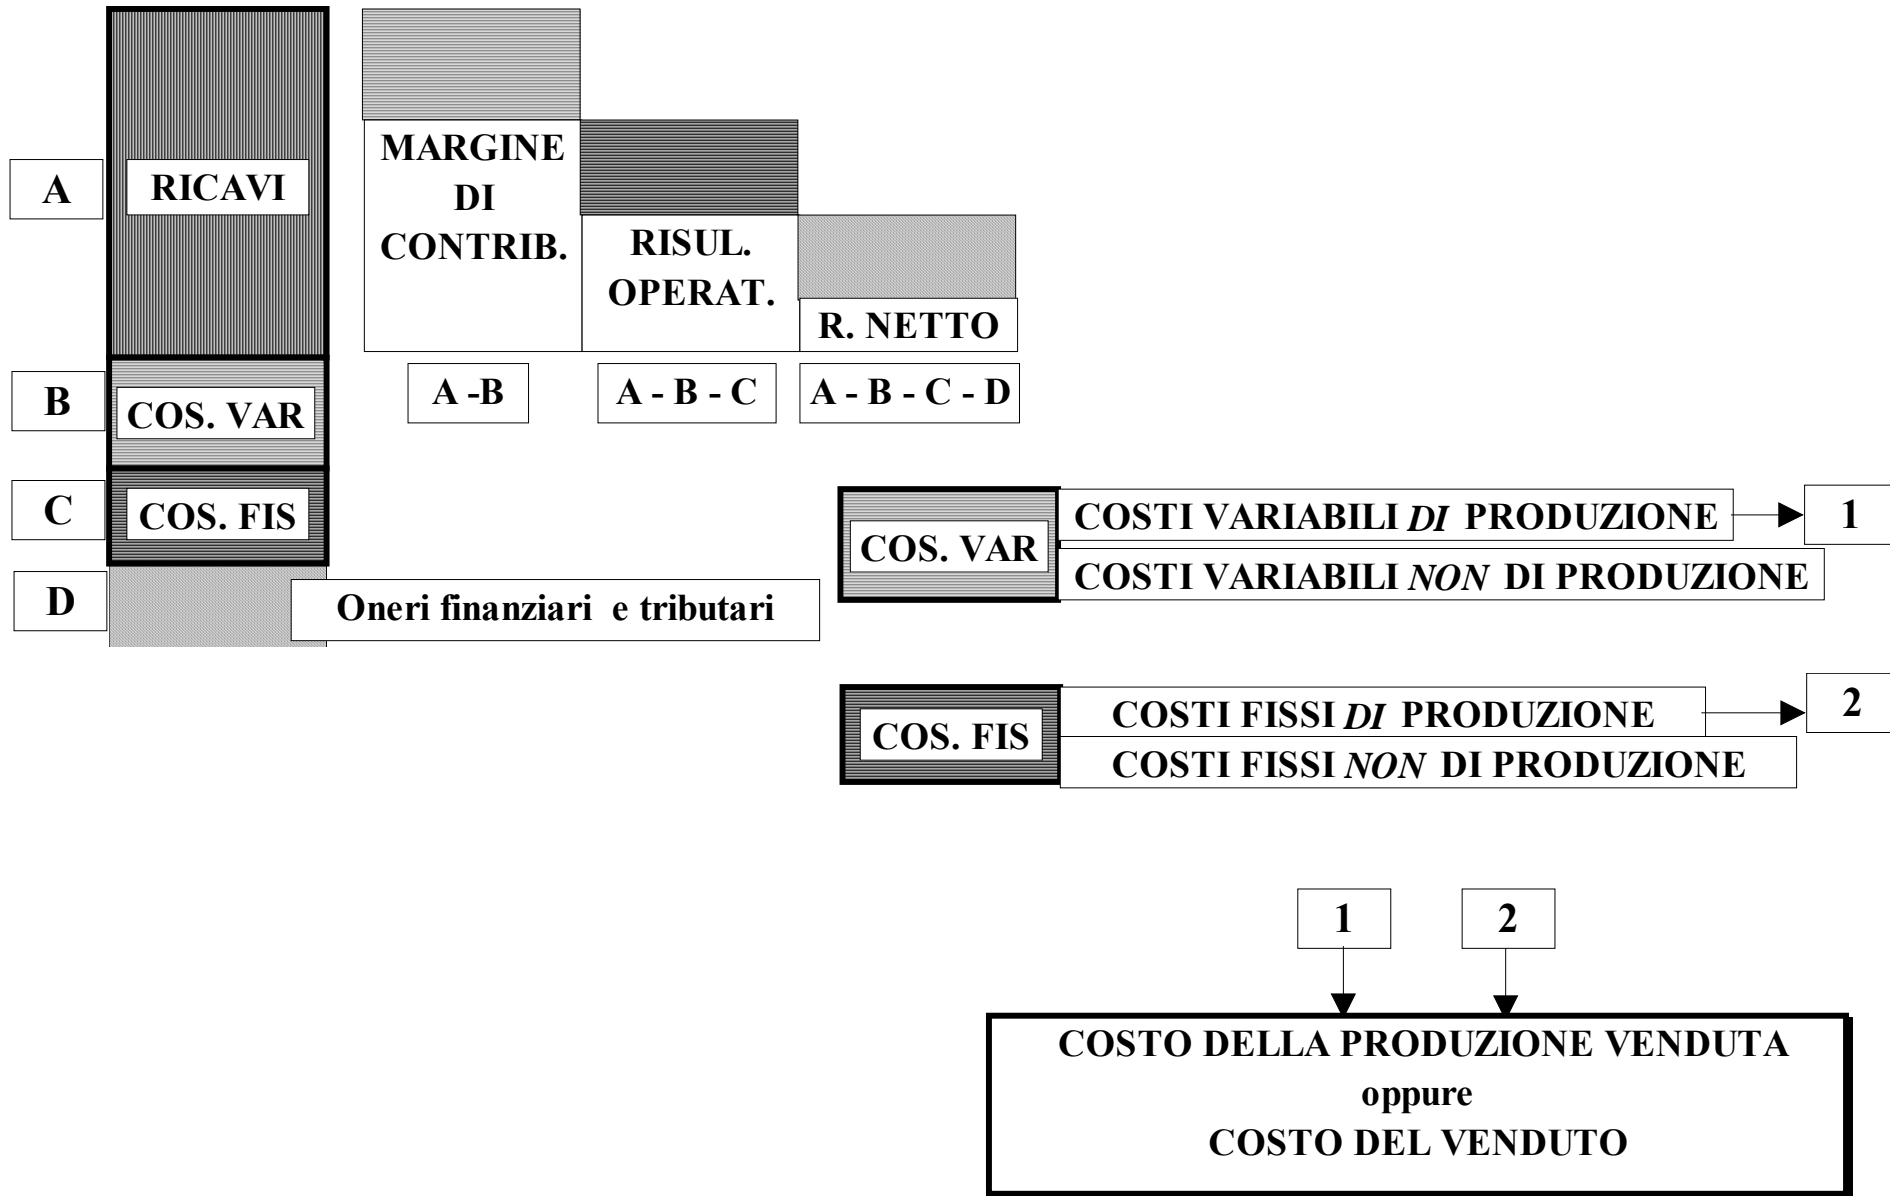 A
RICAVI
B
COS. VAR
C
COS. FIS
D
Oneri finanziari e tributari
MARGINE
DI
CONTRIB.
RISUL.
OPERAT.
R. NETTO
A -B
A - B - C
A - B - C - D
COS. VAR
COSTI VARIABILI DI PRODUZIONE
1
COSTI VARIABILI NON DI PRODUZIONE
COS. FIS
COSTI FISSI DI PRODUZIONE
2
COSTI FISSI NON DI PRODUZIONE
1
2
COSTO DELLA PRODUZIONE VENDUTA
oppure
COSTO DEL VENDUTO